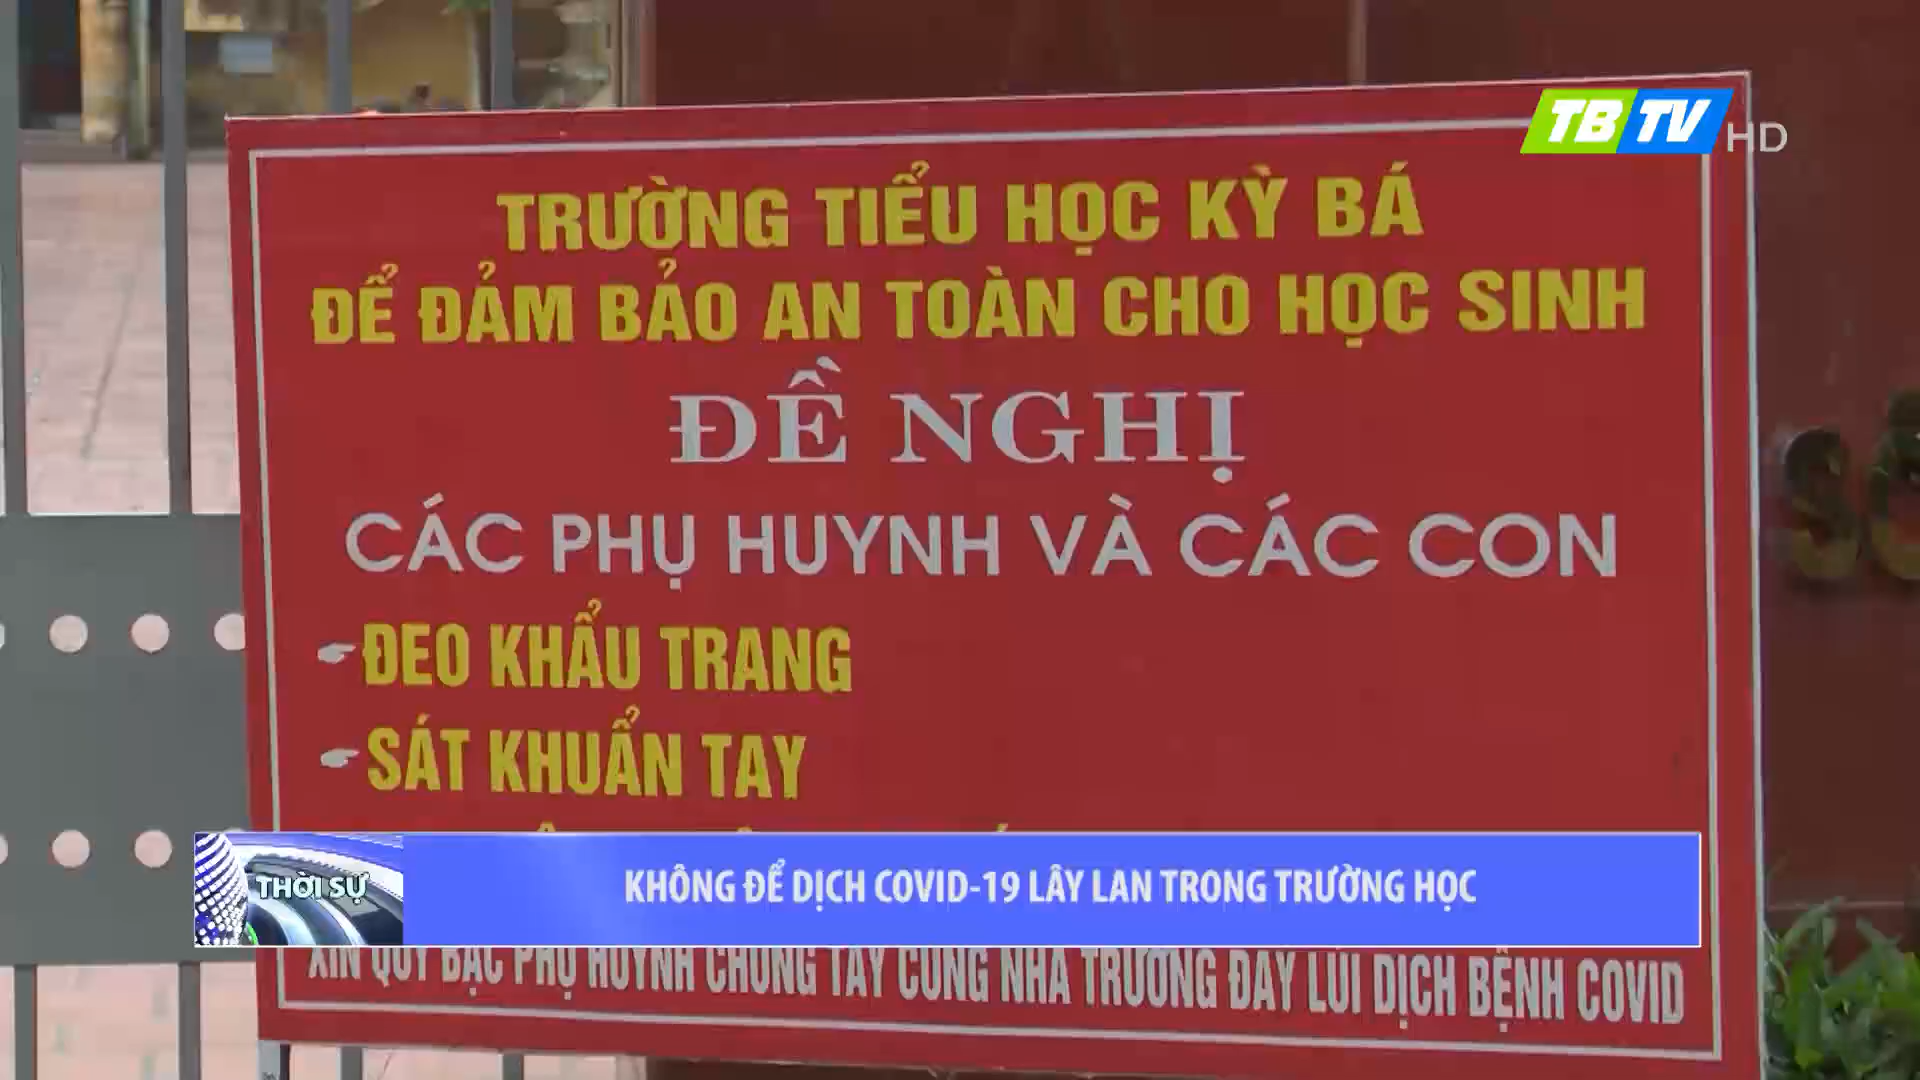 TBTV HD
TRƯỜNG TIỂU HỌC KỲ BÁ
ĐỂ ĐẢM BẢO AN TOÀN CHO HỌC SINH
ĐỀ NGHỊ
CÁC PHỤ HUYNH VÀ CÁC CON
ĐEO KHẨU TRANG
SÁT KHUẨN TAY
THỜI SỰ
KHÔNG ĐỂ DỊCH COVID-19 LÂY LAN TRONG TRƯỜNG HỌC
XIN QUÝ BẬC PHỤ HUYNH CHUNG TAY CÙNG NHÀ TRƯỜNG ĐẨY LÙI DỊCH BỆNH COVID